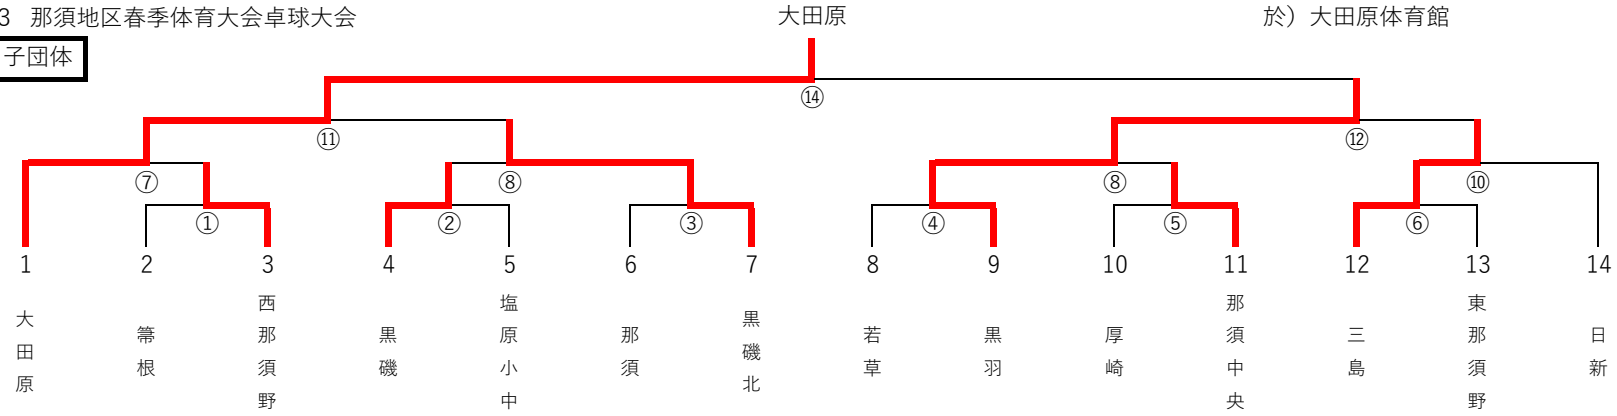 3 那須地区春季体育大会卓球大会
大田原
於）大田原体育館
子団体
⑭
⑪
⑫
⑦
⑧
⑧
⑩
①
②
③
④
⑤
⑥
1 2 3 4 5 6 7 8 9 10 11 12 13 14
大田原
箒根
西那須野
黒磯
塩原小中
那須
黒磯北
若草
黒羽
厚崎
那須中央
三島
東那須野
日新